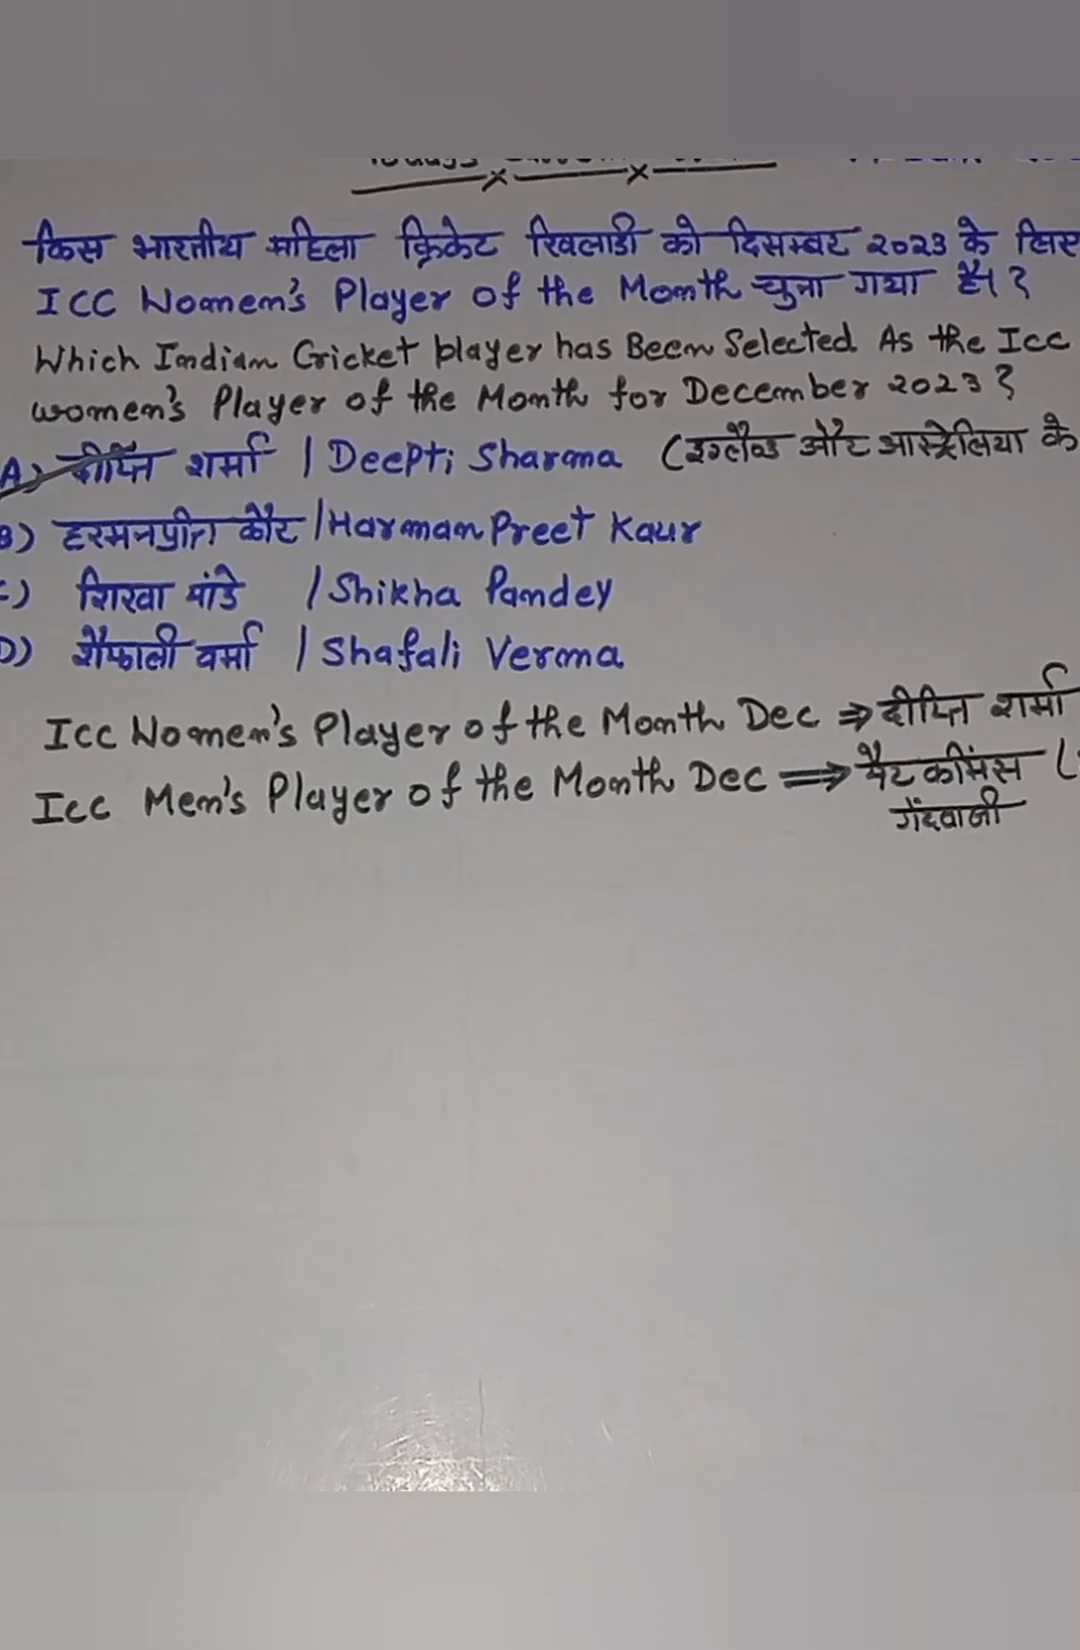 किस भारतीय महिला क्रिकेट खिलाडी को दिसम्बर २०२३ के लिए
ICC Womem's Player of the Month चुना गया है?
Which Indian Cricket player has Been Selected As the Icc
women's Player of the Month for December 2023?
A) दीप्ति शर्मा / Deepti Sharma (इंग्लैण्ड और आस्ट्रेलिया के
B) हरमनप्रीत कौर / Harman Preet Kaur
C) शिखा पांडे / Shikha Pandey
D) शैफाली वर्मा / Shafali Verma
Icc Women's Player of the Month Dec ⇒ दीप्ति शर्मा
Icc Men's Player of the Month Dec ⇒ पैट कमिंस (
गेंदवाजी